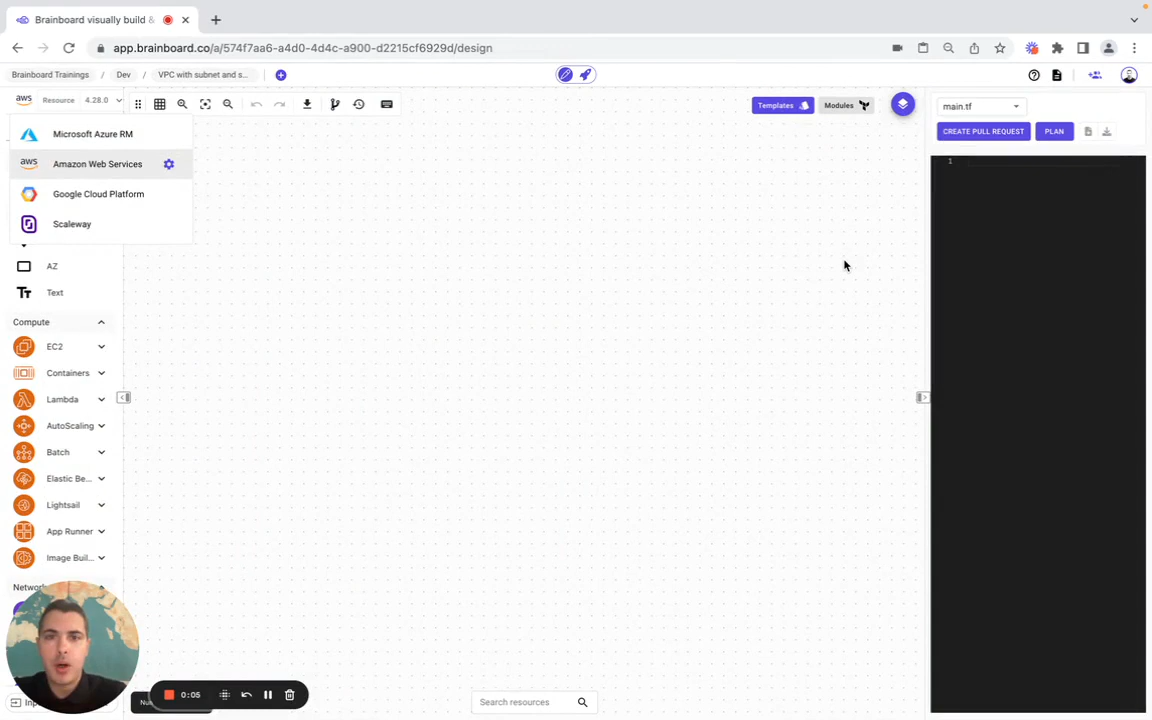 Brainboard visually build &
app.brainboard.co/a/574f7aa6-a4d0-4d4c-a900-d2215cf6929d/design
Brainboard Trainings / Dev / VPC with subnet and s...
aws Resource 4.28.0
Templates
Modules
main.tf
CREATE PULL REQUEST
PLAN
1
Microsoft Azure RM
aws Amazon Web Services
Google Cloud Platform
Scaleway
AZ
Tт Text
Compute
EC2
Containers
Lambda
AutoScaling
Batch
Elastic Be...
Lightsail
App Runner
Image Buil...
0:05
Search resources